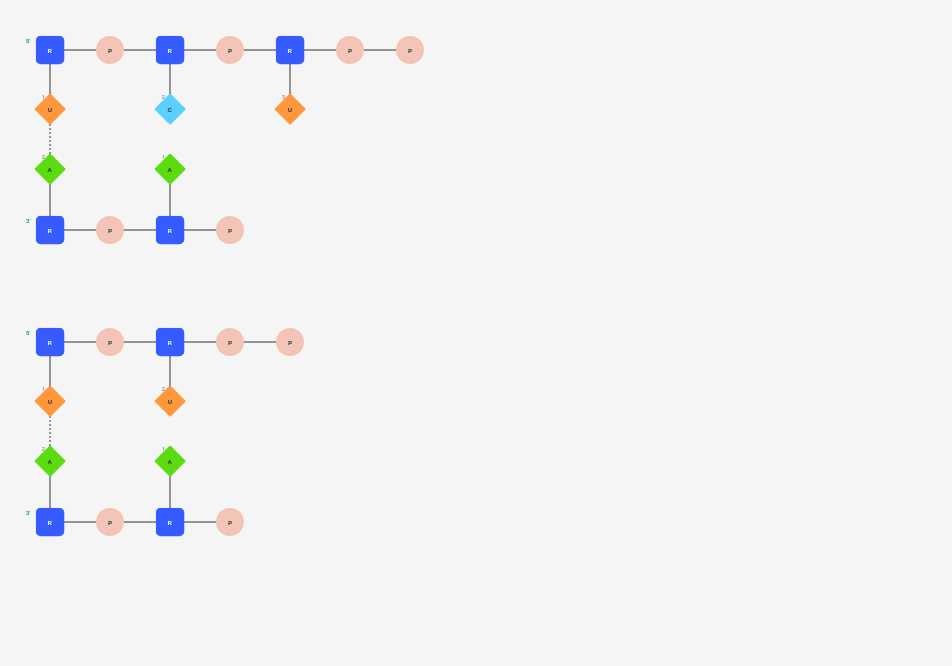 5'
R P R P R P P
1 2 3
U C U
2 1
A A
3'
R P R P
5'
R P R P P
1 2
U U
2 1
A A
3'
R P R P